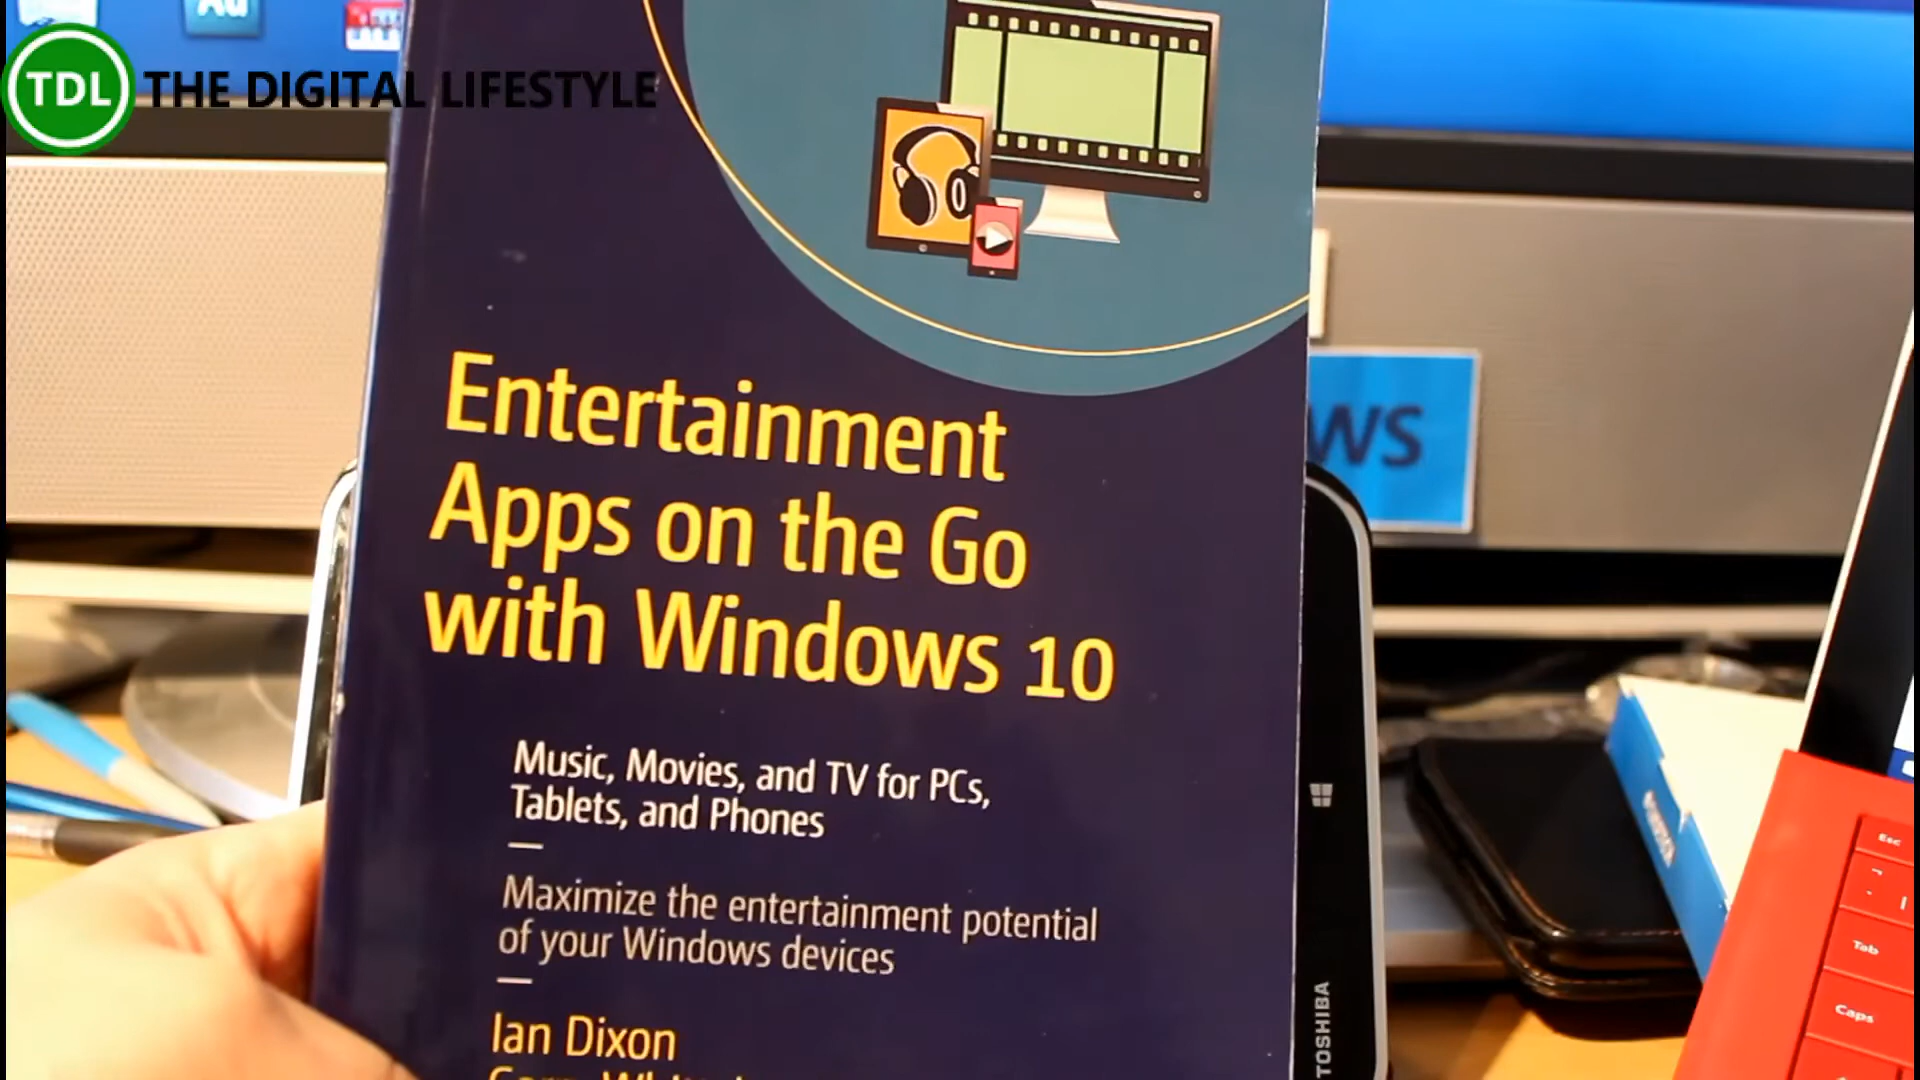 Au
TDL THE DIGITAL LIFESTYLE
Entertainment
Apps on the Go
with Windows 10
WS
Music, Movies, and TV for PCs,
Tablets, and Phones
Maximize the entertainment potential
of your Windows devices
Ian Dixon
TOSHIBA
Esc
Tab
Caps